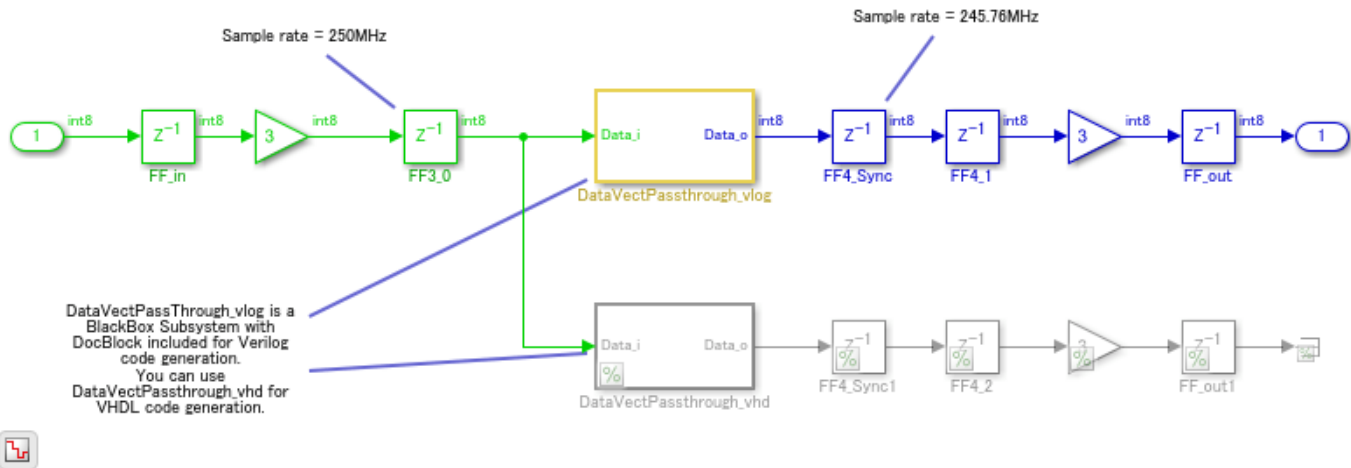 Sample rate = 250MHz
Sample rate = 245.76MHz
1
int8
Z⁻¹
FF_in
int8
3
int8
Z⁻¹
FF3_0
int8
Data_i
Data_o
DataVectPassthrough_vlog
int8
Z⁻¹
FF4_Sync
int8
Z⁻¹
FF4_1
int8
3
int8
Z⁻¹
FF_out
int8
1
DataVectPassThrough_vlog is a
BlackBox Subsystem with
DocBlock included for Verilog
code generation.
You can use
DataVectPassthrough_vhd for
VHDL code generation.
Data_i
Data_o
%
DataVectPassthrough_vhd
Z⁻¹
%
FF4_Sync1
Z⁻¹
%
FF4_2
3
%
Z⁻¹
%
FF_out1
%